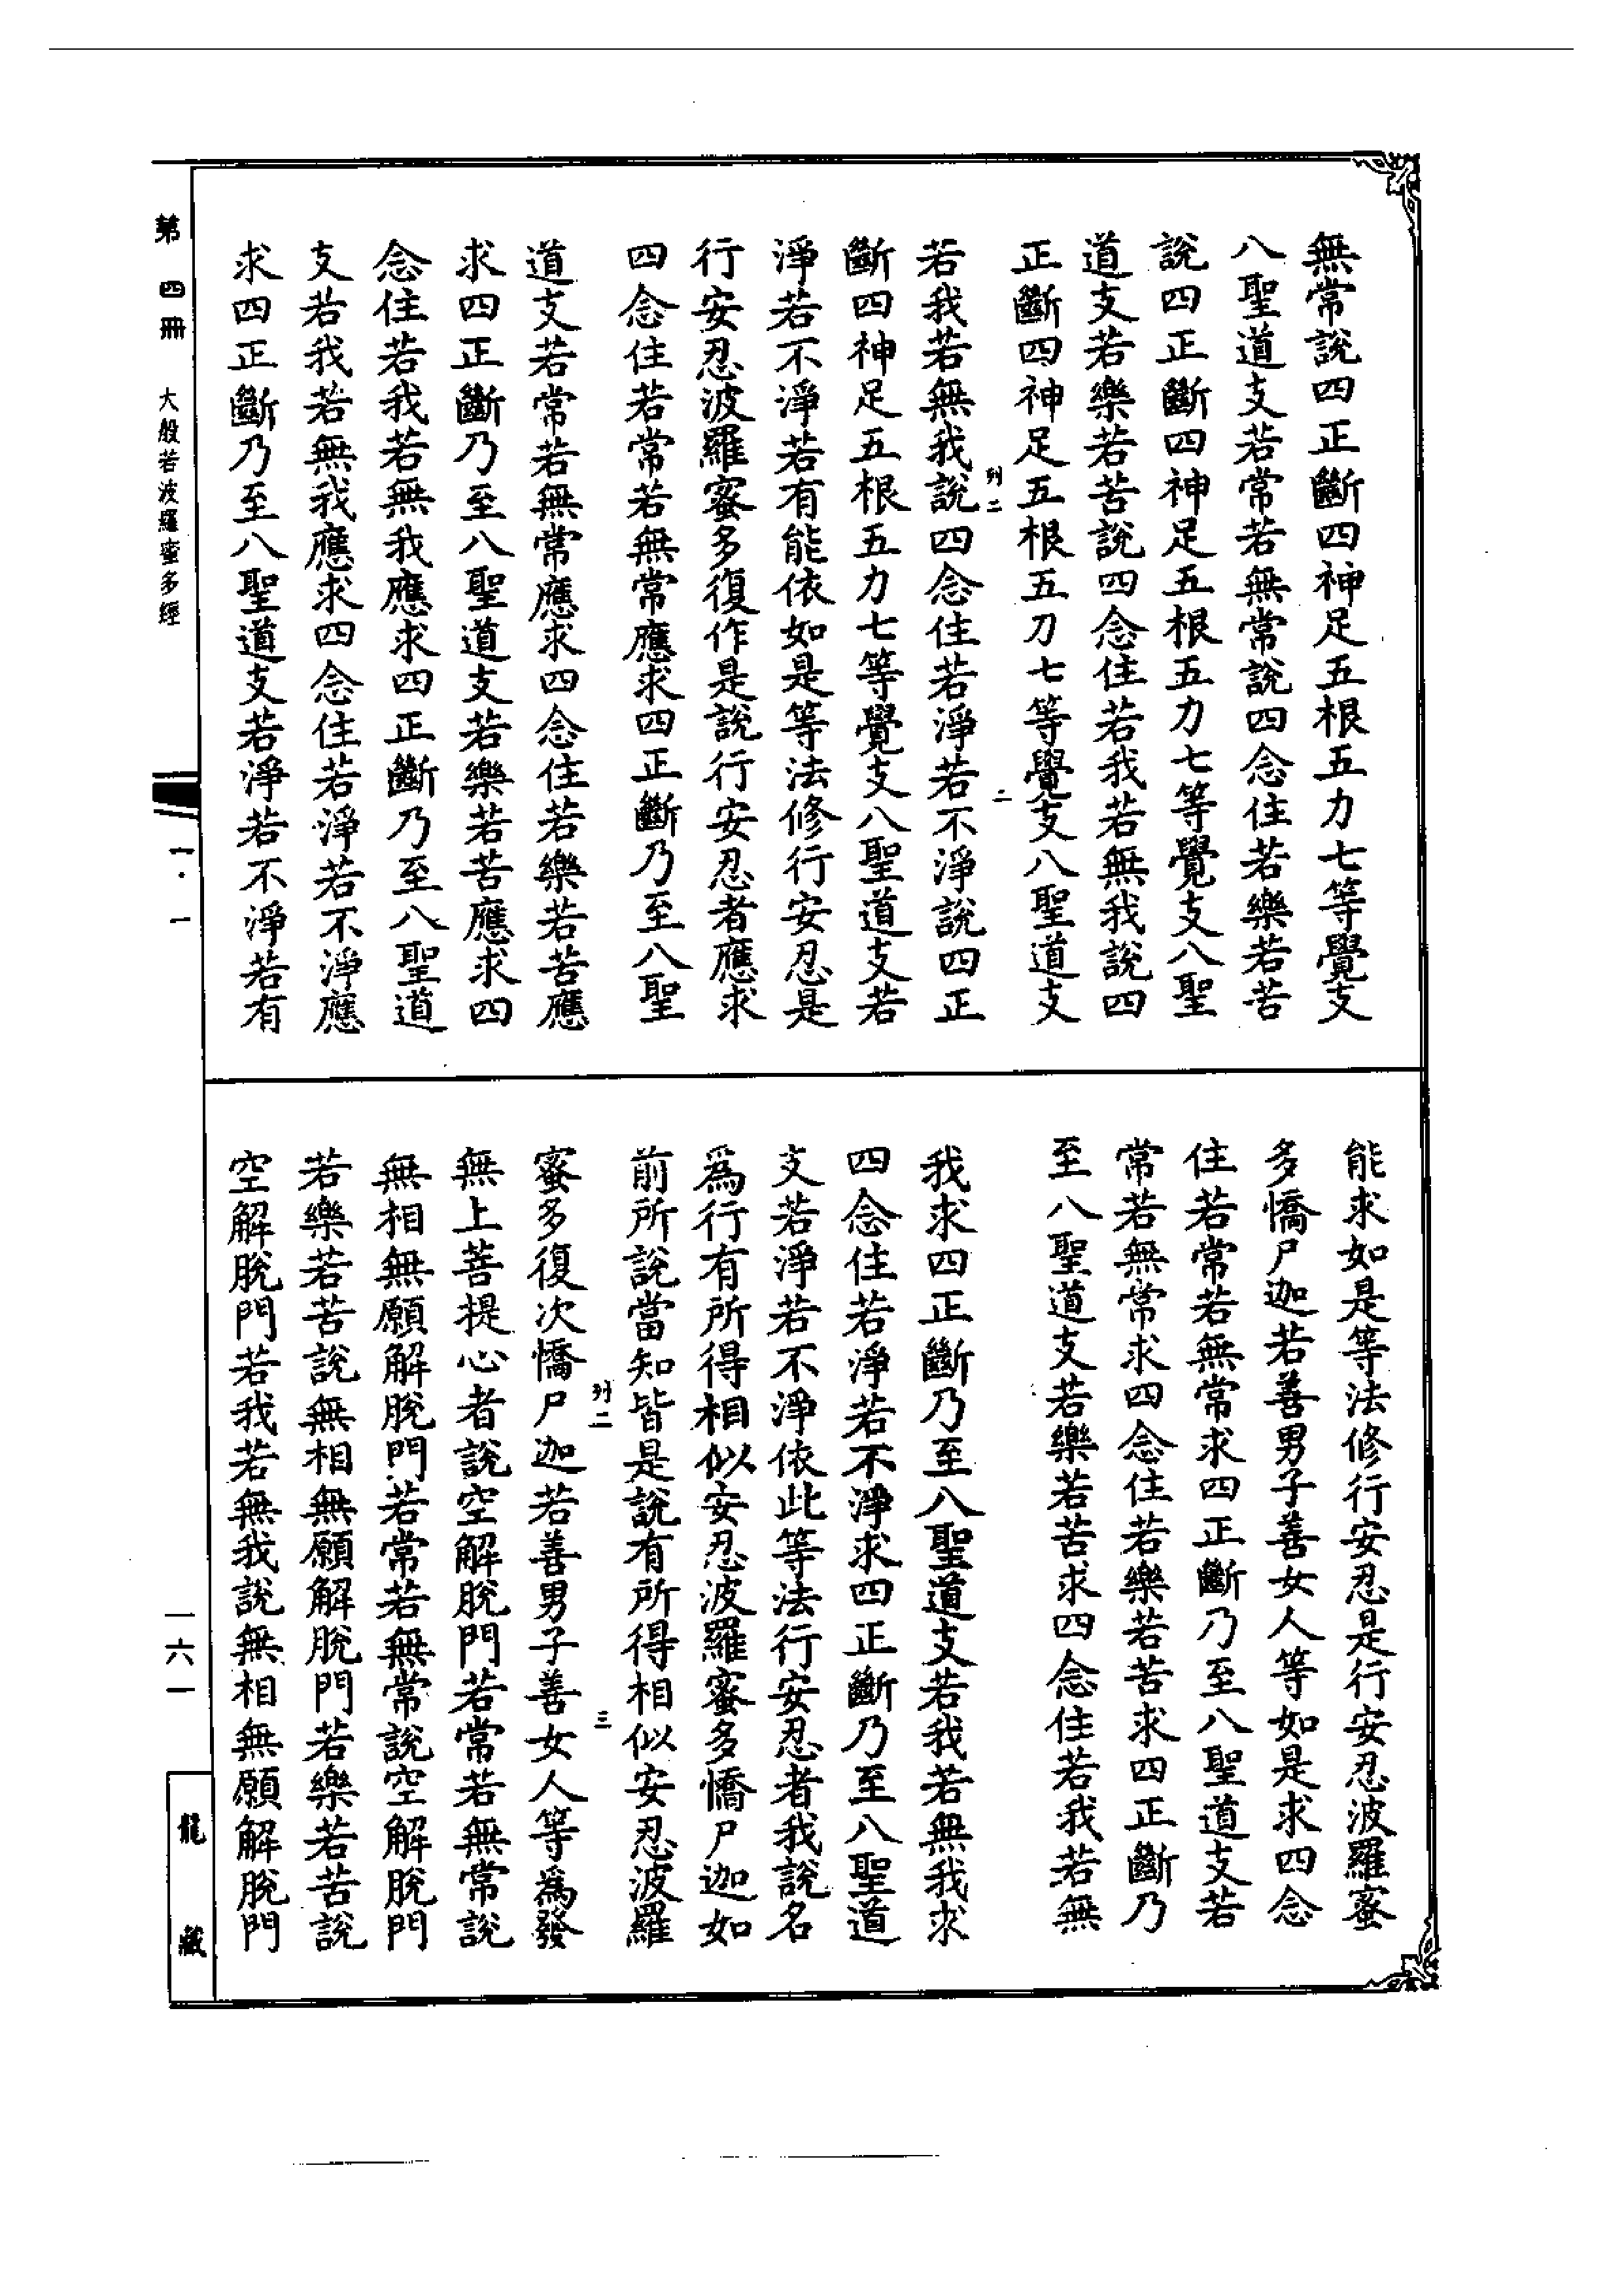 無常說四正斷四神足五根五力七等覺支
八聖道支若常若無常說四念住若樂若苦
說四正斷四神足五根五力七等覺支八聖
道支若樂若苦說四念住若我若無我說四
正斷四神足五根五刀七等覺支八聖道支
列二
二
若我若無我說四念住若淨若不淨說四正
斷四神足五根五力七等覺支八聖道支若
淨若不淨若有能依如是等法修行安忍是
行安忍波羅蜜多復作是說行安忍者應求
四念住若常若無常應求四正斷乃至八聖
道支若常若無常應求四念住若樂若苦應
求四正斷乃至八聖道支若樂若苦應求四
念住若我若無我應求四正斷乃至八聖道
支若我若無我應求四念住若淨若不淨應
求四正斷乃至八聖道支若淨若不淨若有
能求如是等法修行安忍是行安忍波羅蜜
多憍尸迦若善男子善女人等如是求四念
住若常若無常求四正斷乃至八聖道支若
常若無常求四念住若樂若苦求四正斷乃
至八聖道支若樂若苦求四念住若我若無
我求四正斷乃至八聖道支若我若無我求
四念住若淨若不淨求四正斷乃至八聖道
支若淨若不淨依此等法行安忍者我說名
爲行有所得相似安忍波羅蜜多憍尸迦如
前所說當知皆是說有所得相似安忍波羅
列二
三
蜜多復次憍尸迦若善男子善女人等爲發
無上菩提心者說空解脫門若常若無常說
無相無願解脫門若常若無常說空解脫門
若樂若苦說無相無願解脫門若樂若苦說
空解脫門若我若無我說無相無願解脫門
第四冊 大般若波羅蜜多經
一·一
一六一
龍藏